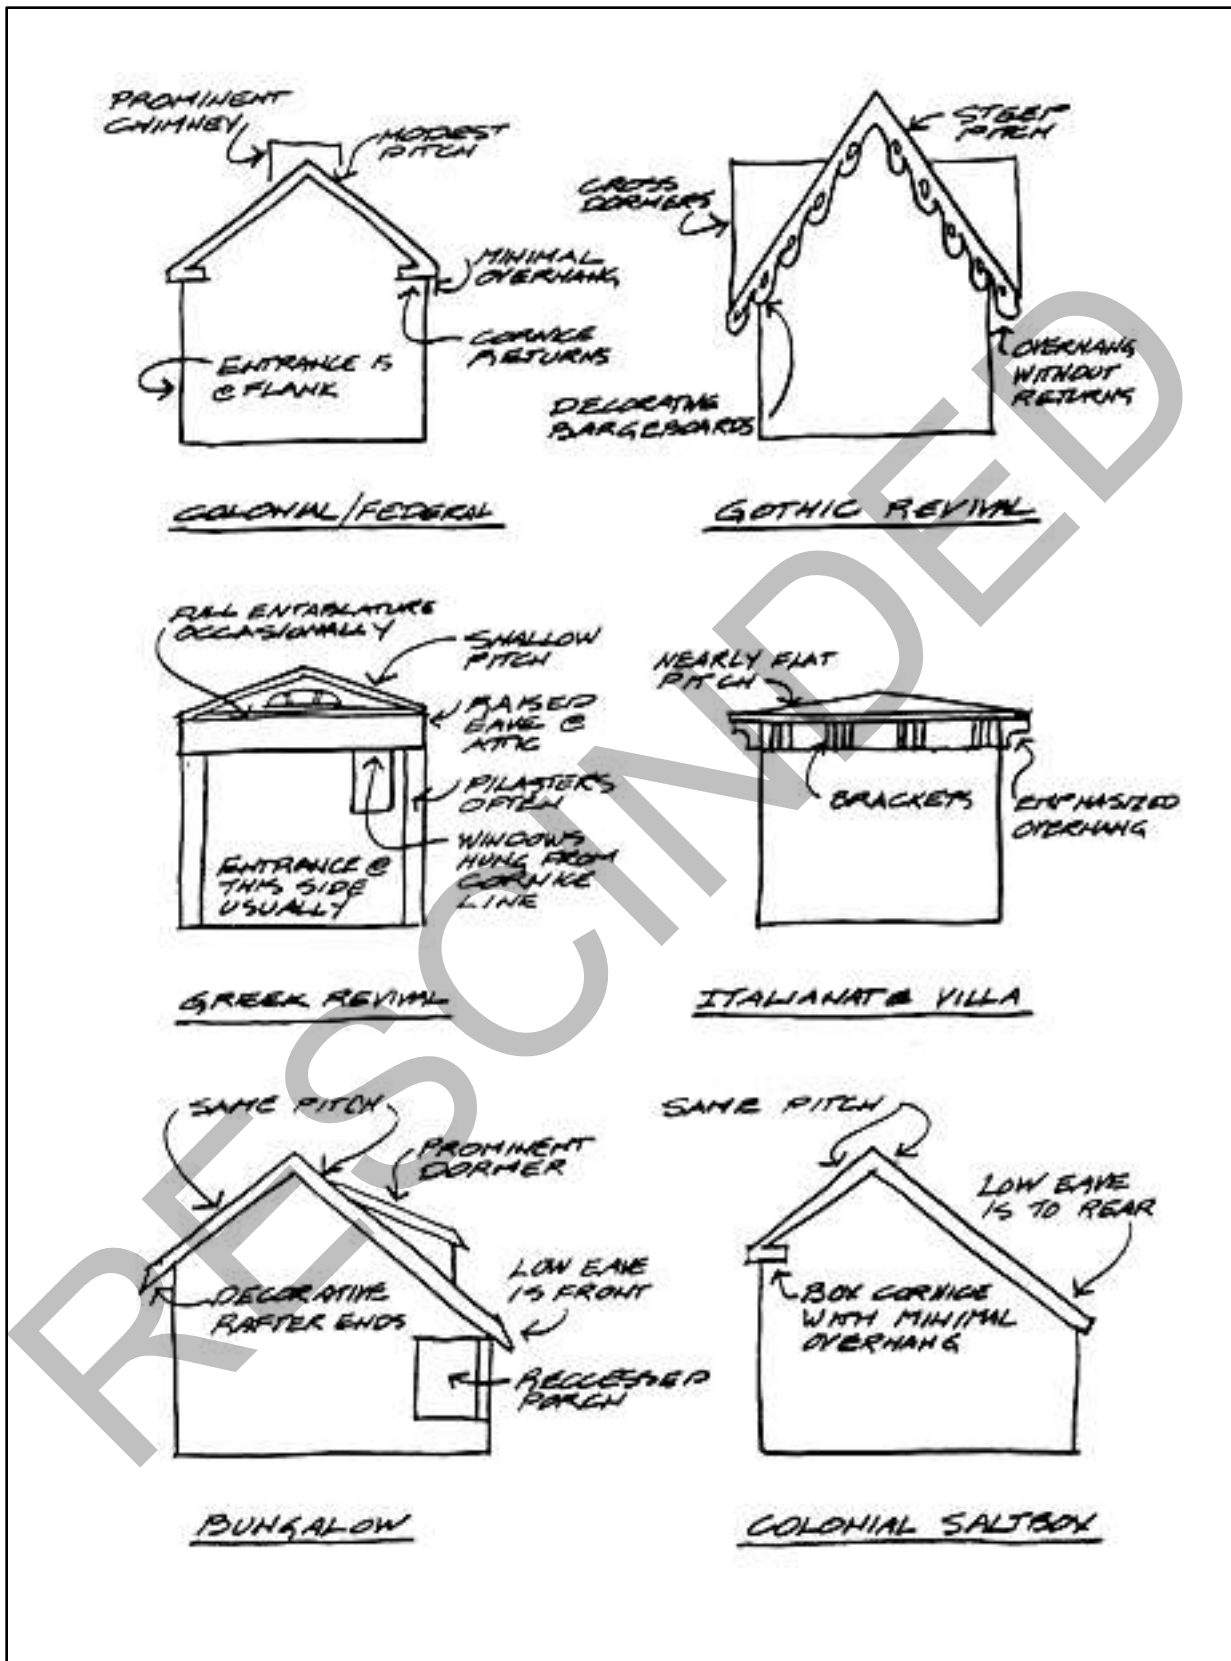 PROMINENT
CHIMNEY
MODEST
PITCH
MINIMAL
OVERHANG
CORNICE
RETURNS
ENTRANCE IS
@ FLANK
COLONIAL/FEDERAL
STEEP
PITCH
CROSS
DORMERS
DECORATIVE
BARGEBOARDS
OVERHANG
WITHOUT
RETURNS
GOTHIC REVIVAL
FULL ENTABLATURE
OCCASIONALLY
SHALLOW
PITCH
RAISED
EAVE @
ATTIC
PILASTERS
OFTEN
WINDOWS
HUNG FROM
CORNICE
LINE
ENTRANCE @
THIS SIDE
USUALLY
GREEK REVIVAL
NEARLY FLAT
PITCH
BRACKETS
EMPHASIZED
OVERHANG
ITALIANATE VILLA
SAME PITCH
PROMINENT
DORMER
LOW EAVE
IS FRONT
DECORATIVE
RAFTER ENDS
RECCESSED
PORCH
BUNGALOW
SAME PITCH
LOW EAVE
IS TO REAR
BOX CORNICE
WITH MINIMAL
OVERHANG
COLONIAL SALTBOX
RESCINDED